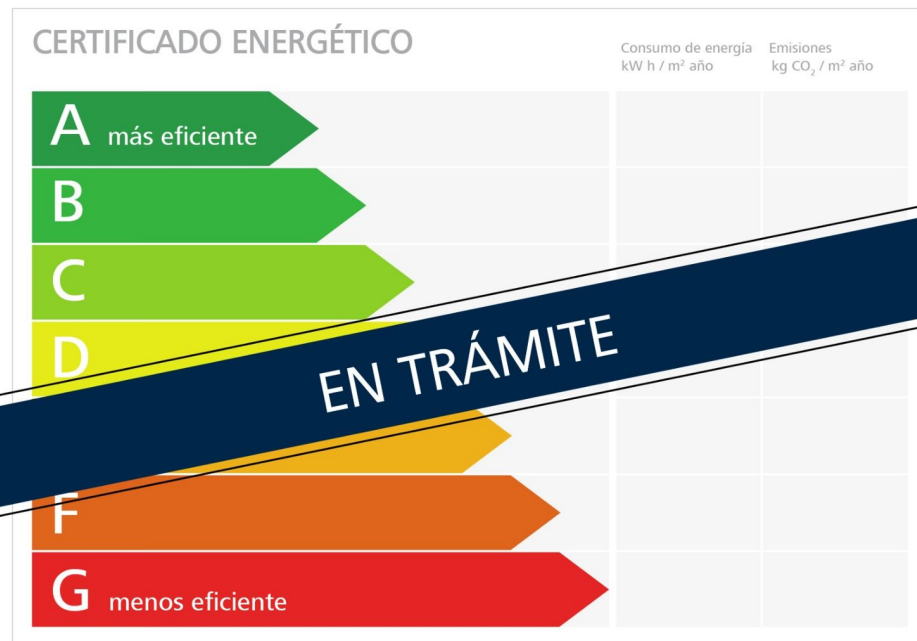 CERTIFICADO ENERGÉTICO
Consumo de energía
kW h / m² año
Emisiones
kg CO₂ / m² año
A más eficiente
B
C
D
EN TRÁMITE
F
G menos eficiente